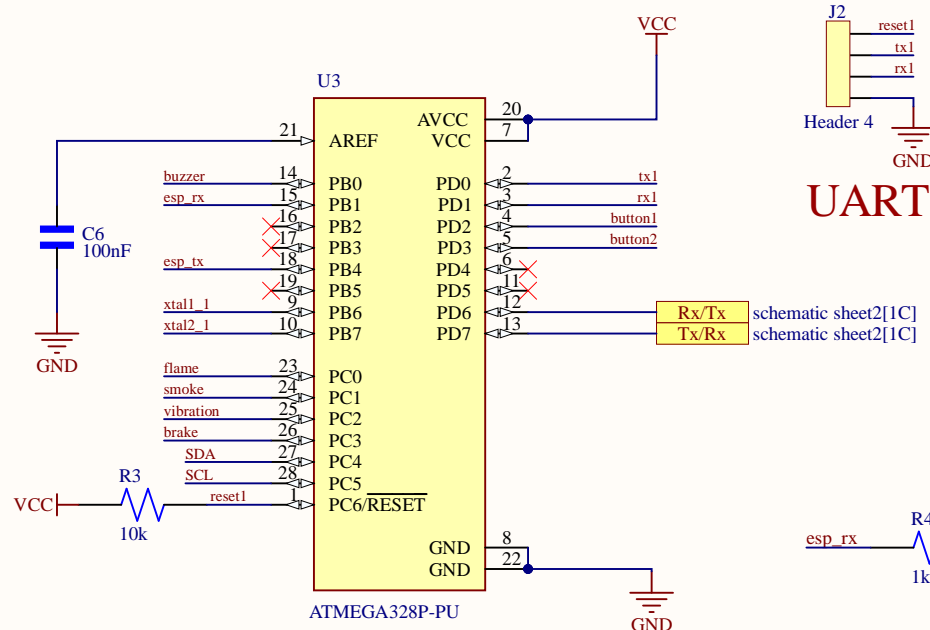 J2
VCC
reset1
tx1
rx1
Header 4
GND
UART
U3
21 AREF
AVCC 20
VCC 7
buzzer 14 PB0
esp_rx 15 PB1
16 PB2
17 PB3
esp_tx 18 PB4
19 PB5
xtal1_1 9 PB6
xtal2_1 10 PB7
PD0 2 tx1
PD1 3 rx1
PD2 4 button1
PD3 5 button2
PD4 6
PD5 11
PD6 12 Rx/Tx schematic sheet2[1C]
PD7 13 Tx/Rx schematic sheet2[1C]
C6
100nF
GND
flame 23 PC0
smoke 24 PC1
vibration 25 PC2
brake 26 PC3
SDA 27 PC4
SCL 28 PC5
R3
VCC reset1 1 PC6/RESET
10k
GND 8
GND 22
ATMEGA328P-PU
GND
esp_rx
R4
1k